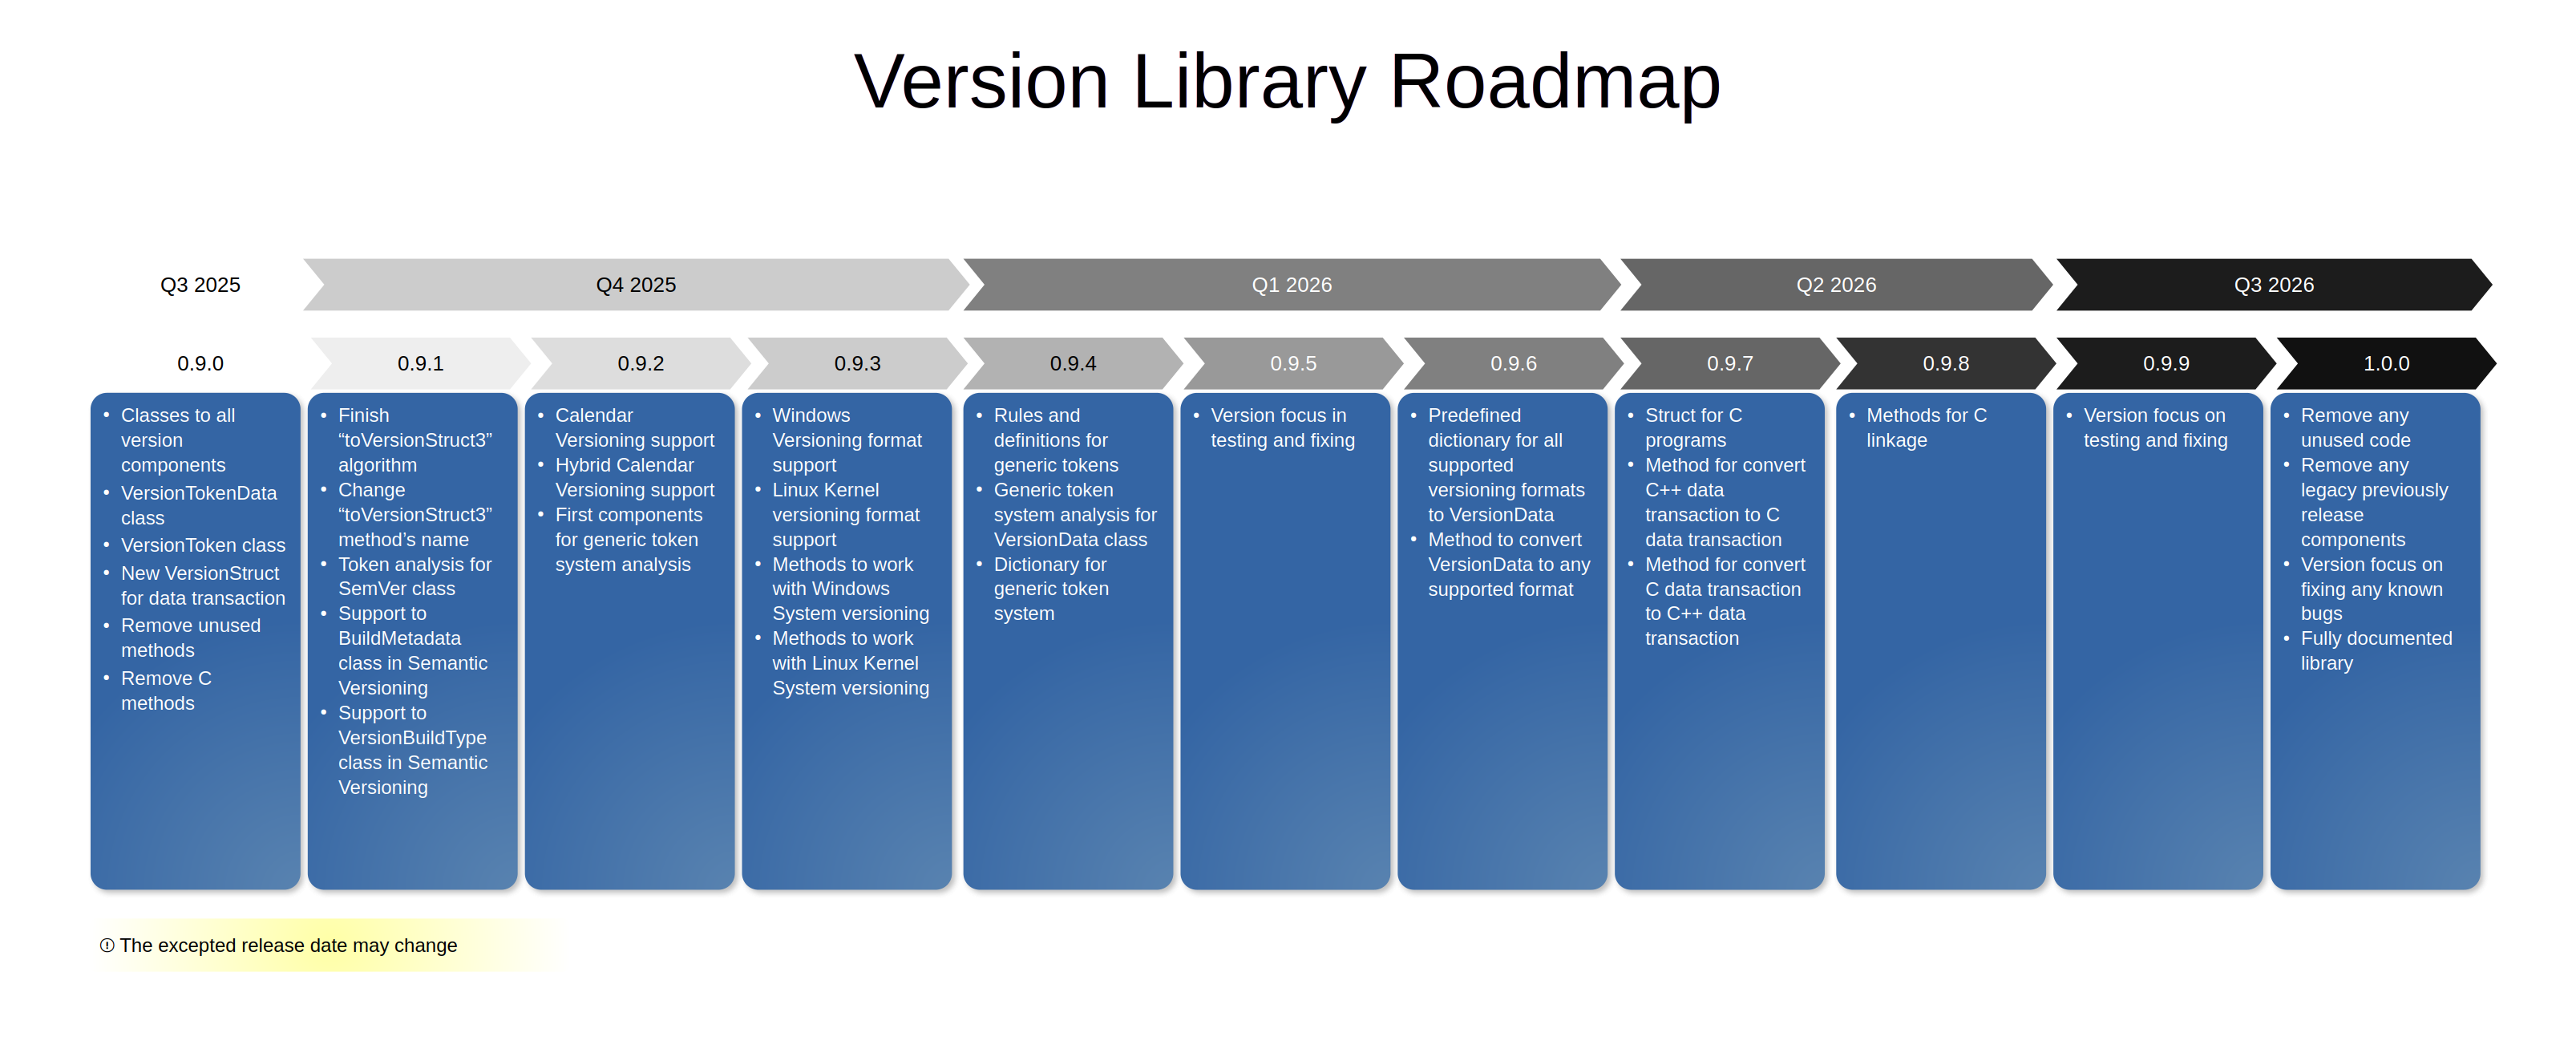 Version Library Roadmap
Q3 2025
Q4 2025
Q1 2026
Q2 2026
Q3 2026
0.9.0
0.9.1
0.9.2
0.9.3
0.9.4
0.9.5
0.9.6
0.9.7
0.9.8
0.9.9
1.0.0
• Classes to all
version
components
• VersionTokenData
class
• VersionToken class
• New VersionStruct
for data transaction
• Remove unused
methods
• Remove C
methods
• Finish
“toVersionStruct3”
algorithm
• Change
“toVersionStruct3”
method’s name
• Token analysis for
SemVer class
• Support to
BuildMetadata
class in Semantic
Versioning
• Support to
VersionBuildType
class in Semantic
Versioning
• Calendar
Versioning support
• Hybrid Calendar
Versioning support
• First components
for generic token
system analysis
• Windows
Versioning format
support
• Linux Kernel
versioning format
support
• Methods to work
with Windows
System versioning
• Methods to work
with Linux Kernel
System versioning
• Rules and
definitions for
generic tokens
• Generic token
system analysis for
VersionData class
• Dictionary for
generic token
system
• Version focus in
testing and fixing
• Predefined
dictionary for all
supported
versioning formats
to VersionData
• Method to convert
VersionData to any
supported format
• Struct for C
programs
• Method for convert
C++ data
transaction to C
data transaction
• Method for convert
C data transaction
to C++ data
transaction
• Methods for C
linkage
• Version focus on
testing and fixing
• Remove any
unused code
• Remove any
legacy previously
release
components
• Version focus on
fixing any known
bugs
• Fully documented
library
The excepted release date may change